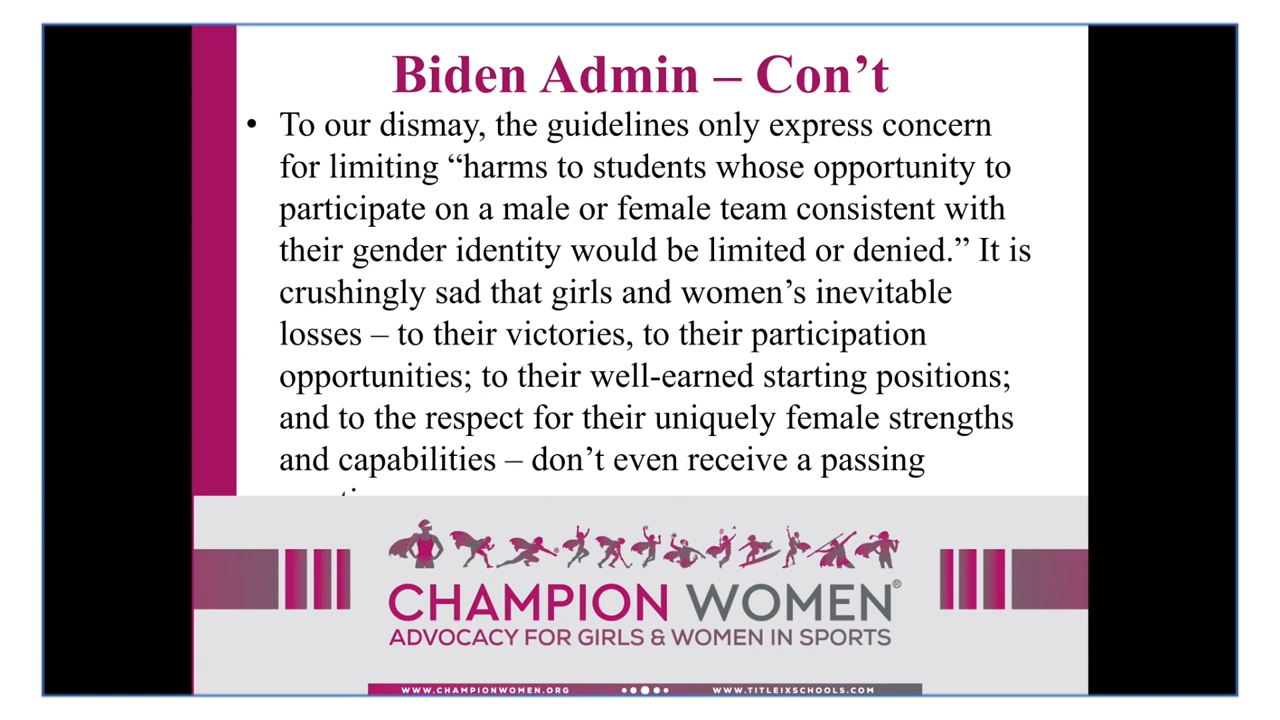 Biden Admin – Con’t
• To our dismay, the guidelines only express concern
for limiting “harms to students whose opportunity to
participate on a male or female team consistent with
their gender identity would be limited or denied.” It is
crushingly sad that girls and women’s inevitable
losses – to their victories, to their participation
opportunities; to their well-earned starting positions;
and to the respect for their uniquely female strengths
and capabilities – don’t even receive a passing
CHAMPION WOMEN®
ADVOCACY FOR GIRLS & WOMEN IN SPORTS
WWW.CHAMPIONWOMEN.ORG WWW.TITLEIXSCHOOLS.COM